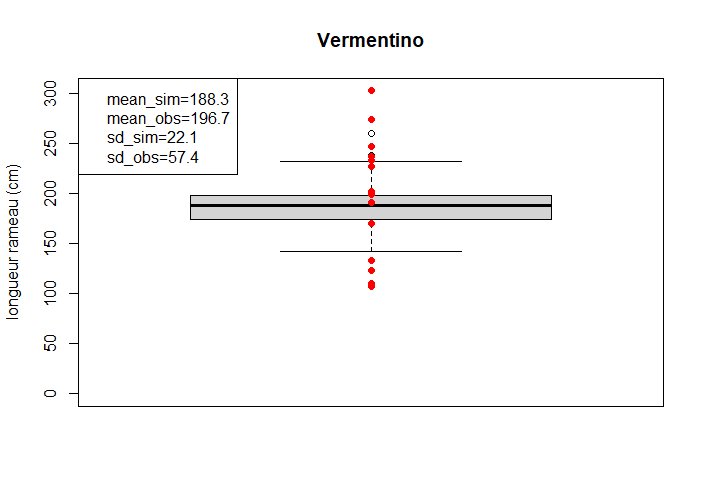 Vermentino
mean_sim=188.3
mean_obs=196.7
sd_sim=22.1
sd_obs=57.4
longueur rameau (cm)
300
250
200
150
100
50
0